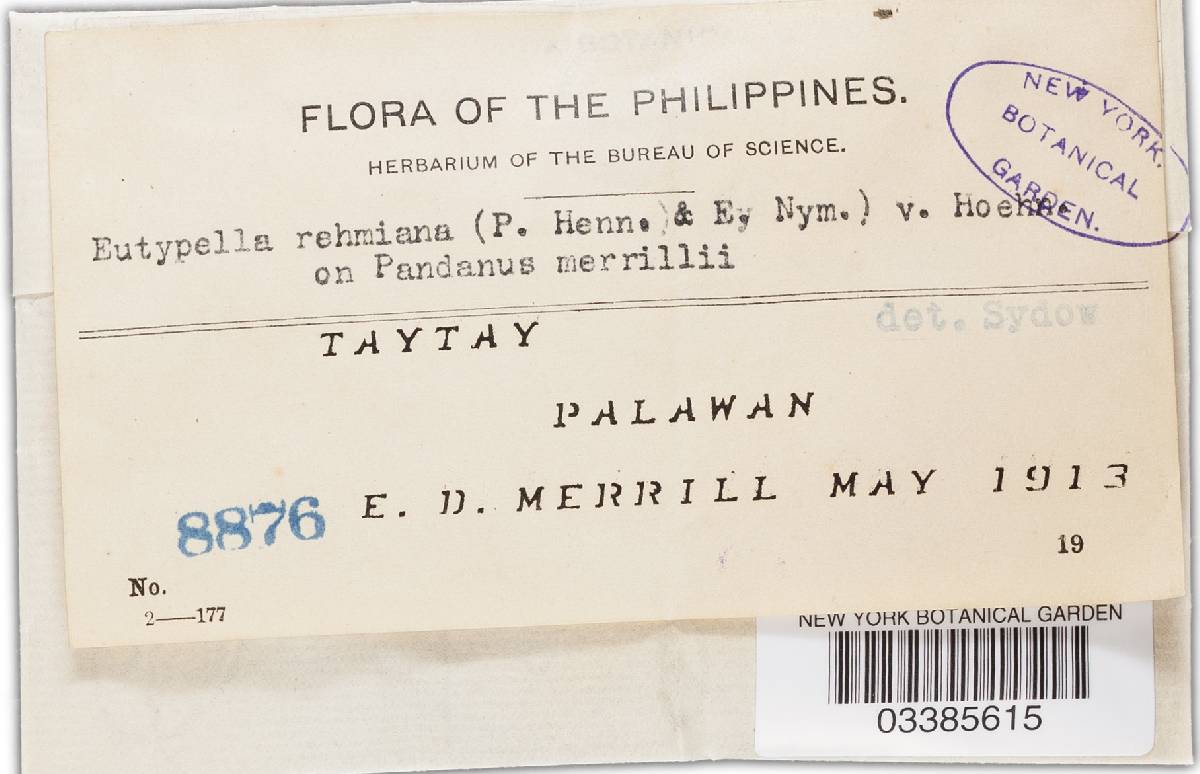 FLORA OF THE PHILIPPINES.
HERBARIUM OF THE BUREAU OF SCIENCE.
NEW YORK
BOTANICAL
GARDEN.
Eutypella rehmiana (P. Henn. & E. Nym.) v. Hoehn.
on Pandanus merrillii
det. Sydow
TAYTAY
PALAWAN
8876 E. D. MERRILL MAY 1913
19
No.
2—177
NEW YORK BOTANICAL GARDEN
03385615